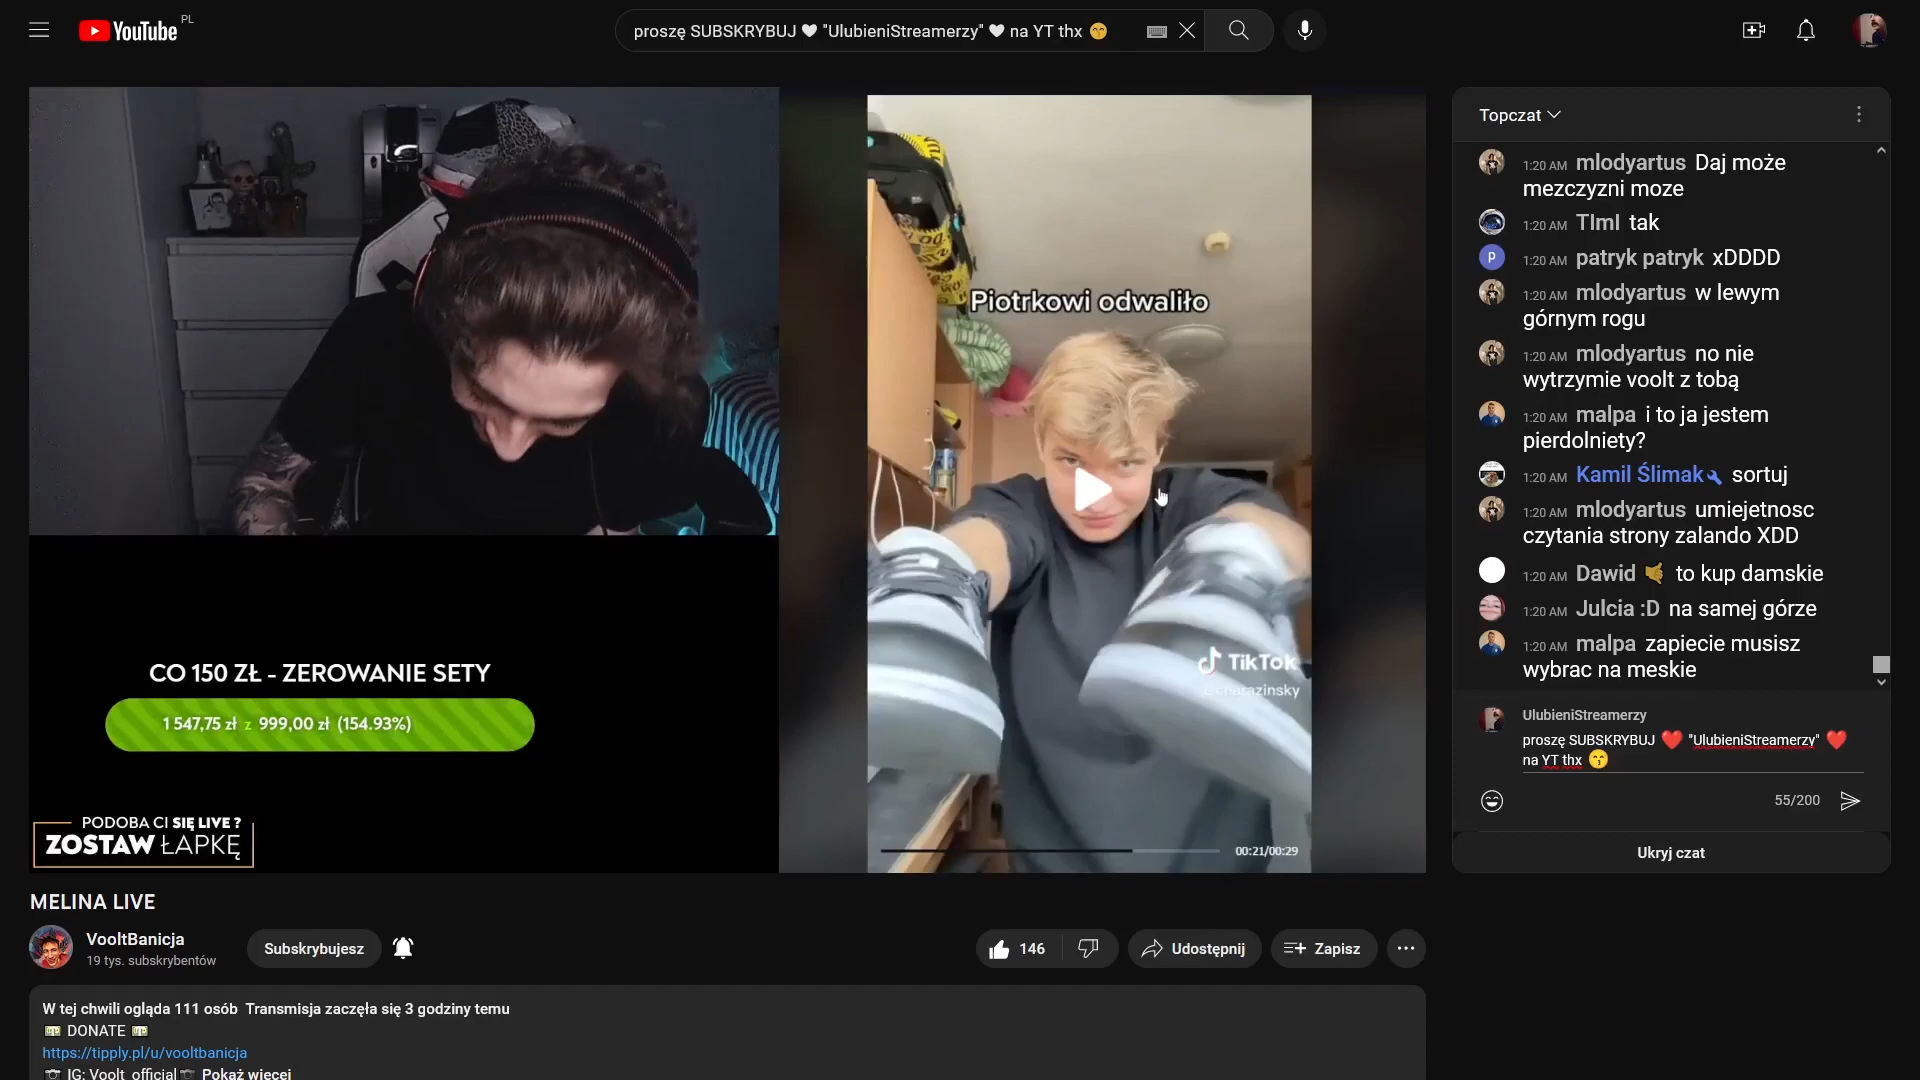 YouTube PL
proszę SUBSKRYBUJ 🤍 "UlubieniStreamerzy" 🤍 na YT thx 😙
Piotrkowi odwaliło
TikTok
00:21/00:29
CO 150 ZŁ - ZEROWANIE SETY
1 547,75 zł z 999,00 zł (154.93%)
PODOBA CI SIĘ LIVE ?
ZOSTAW ŁAPKĘ
MELINA LIVE
VooltBanicja
19 tys. subskrybentów
Subskrybujesz
146
Udostępnij
Zapisz
W tej chwili ogląda 111 osób Transmisja zaczęła się 3 godziny temu
💵 DONATE 💵
https://tipply.pl/u/vooltbanicja
📷 IG: Voolt_official📷 Pokaż więcej
Topczat
1:20 AM mlodyartus Daj może
mezczyzni moze
1:20 AM TImI tak
P 1:20 AM patryk patryk xDDDD
1:20 AM mlodyartus w lewym
górnym rogu
1:20 AM mlodyartus no nie
wytrzymie voolt z tobą
1:20 AM malpa i to ja jestem
pierdolniety?
1:20 AM Kamil Ślimak🔧 sortuj
1:20 AM mlodyartus umiejetnosc
czytania strony zalando XDD
1:20 AM Dawid 🤙 to kup damskie
1:20 AM Julcia :D na samej górze
1:20 AM malpa zapiecie musisz
wybrac na meskie
UlubieniStreamerzy
proszę SUBSKRYBUJ ❤️ "UlubieniStreamerzy" ❤️
na YT thx 😙
55/200
Ukryj czat